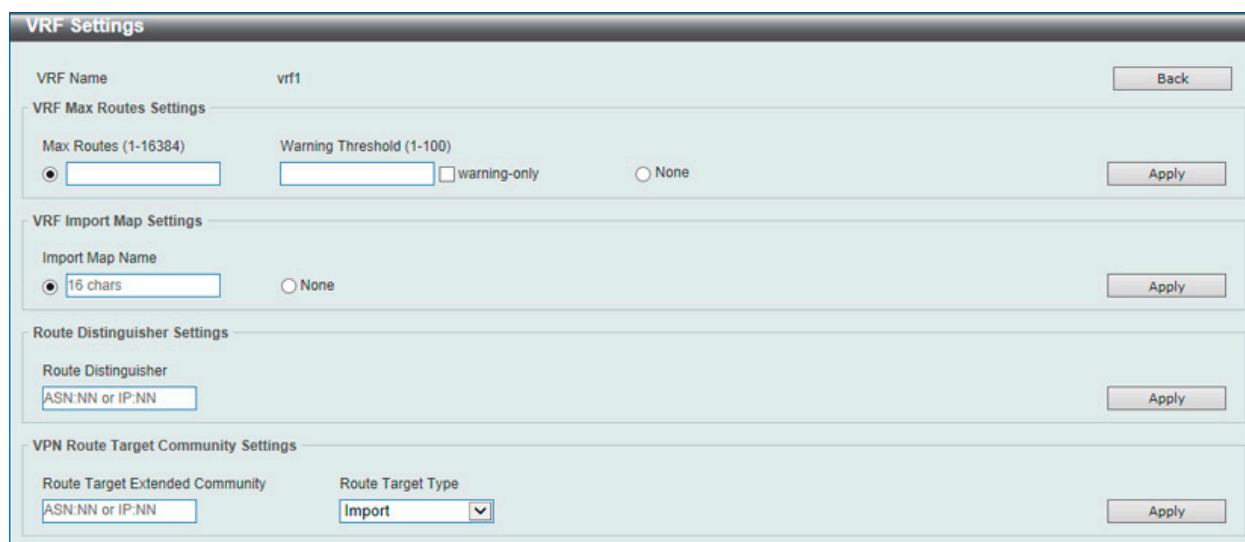 VRF Settings
VRF Name vrf1 Back
VRF Max Routes Settings
Max Routes (1-16384) Warning Threshold (1-100)
warning-only None Apply
VRF Import Map Settings
Import Map Name
16 chars None Apply
Route Distinguisher Settings
Route Distinguisher
ASN:NN or IP:NN Apply
VPN Route Target Community Settings
Route Target Extended Community Route Target Type
ASN:NN or IP:NN Import Apply